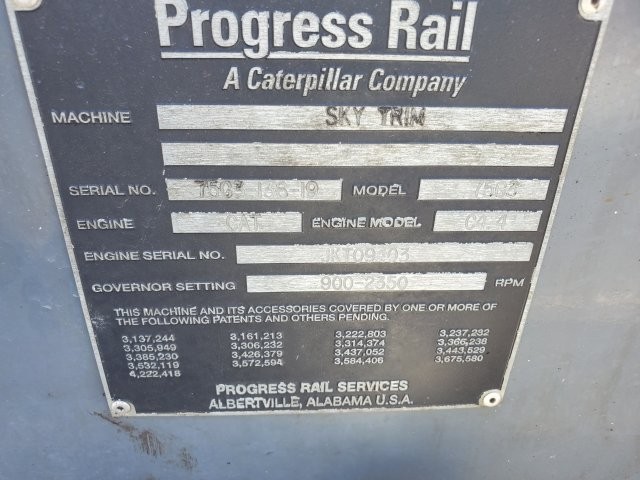 Progress Rail
A Caterpillar Company
MACHINE SKY TRIM
SERIAL NO. MODEL
ENGINE CAT ENGINE MODEL C4.4
ENGINE SERIAL NO.
GOVERNOR SETTING 900-2350 RPM
THIS MACHINE AND ITS ACCESSORIES COVERED BY ONE OR MORE OF
THE FOLLOWING PATENTS AND OTHERS PENDING.
3,137,244 3,161,213 3,222,803 3,237,232
3,305,949 3,306,232 3,314,374 3,366,238
3,385,230 3,426,379 3,437,052 3,443,529
3,532,119 3,572,594 3,584,406 3,675,580
4,222,418
PROGRESS RAIL SERVICES
ALBERTVILLE, ALABAMA U.S.A.